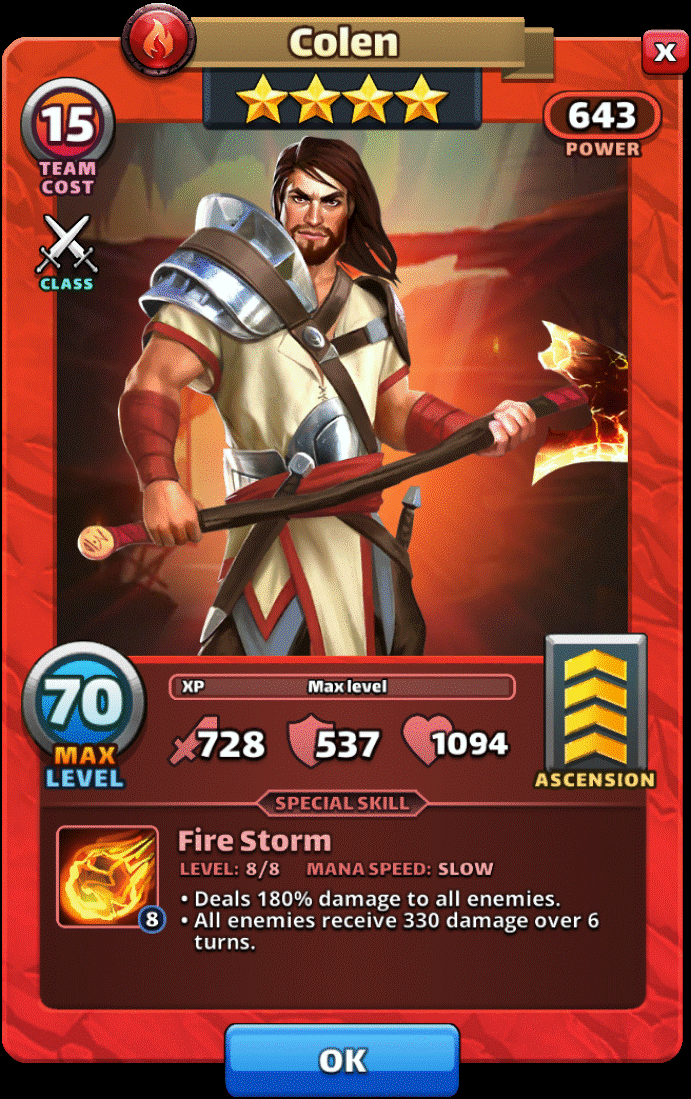 Colen
X
15
TEAM
COST
643
POWER
CLASS
70
MAX
LEVEL
XP Max level
728 537 1094
ASCENSION
SPECIAL SKILL
Fire Storm
LEVEL: 8/8 MANA SPEED: SLOW
8
• Deals 180% damage to all enemies.
• All enemies receive 330 damage over 6
turns.
OK